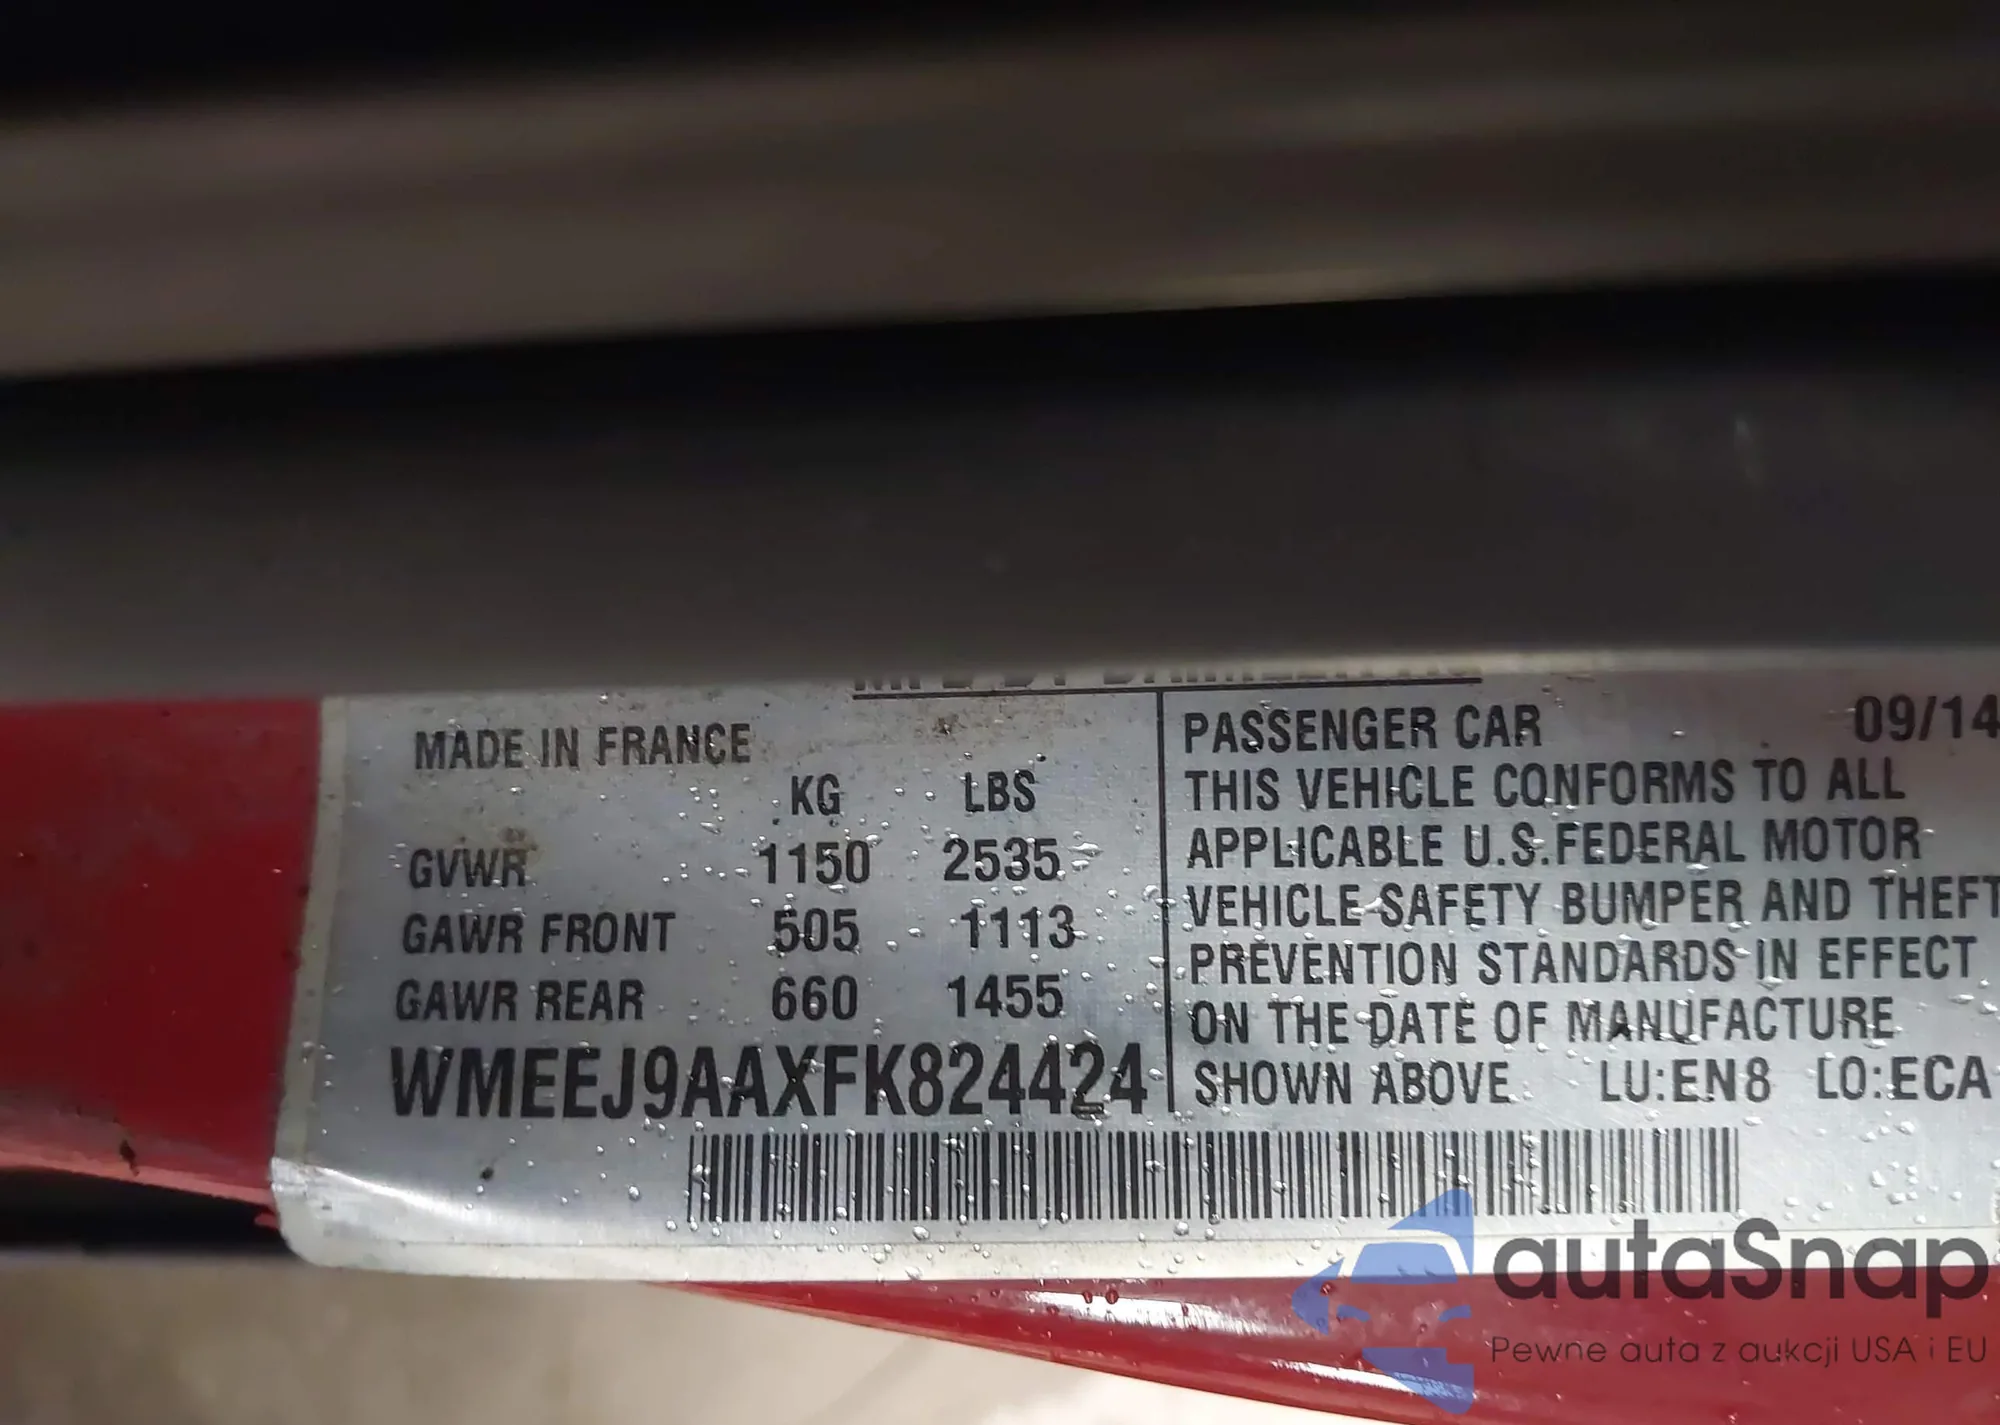 MADE IN FRANCE
KG LBS
GVWR 1150 2535
GAWR FRONT 505 1113
GAWR REAR 660 1455
WMEEJ9AAXFK824424
PASSENGER CAR 09/14
THIS VEHICLE CONFORMS TO ALL
APPLICABLE U.S.FEDERAL MOTOR
VEHICLE SAFETY BUMPER AND THEFT
PREVENTION STANDARDS IN EFFECT
ON THE DATE OF MANUFACTURE
SHOWN ABOVE LU:EN8 LO:ECA
autaSnap
Pewne auta z aukcji USA i EU